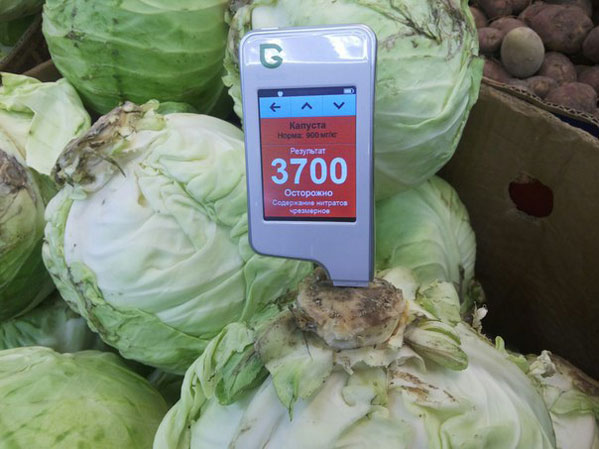 Капуста
Норма: 900 мг/кг
Результат
3700
Осторожно
Содержание нитратов
чрезмерное